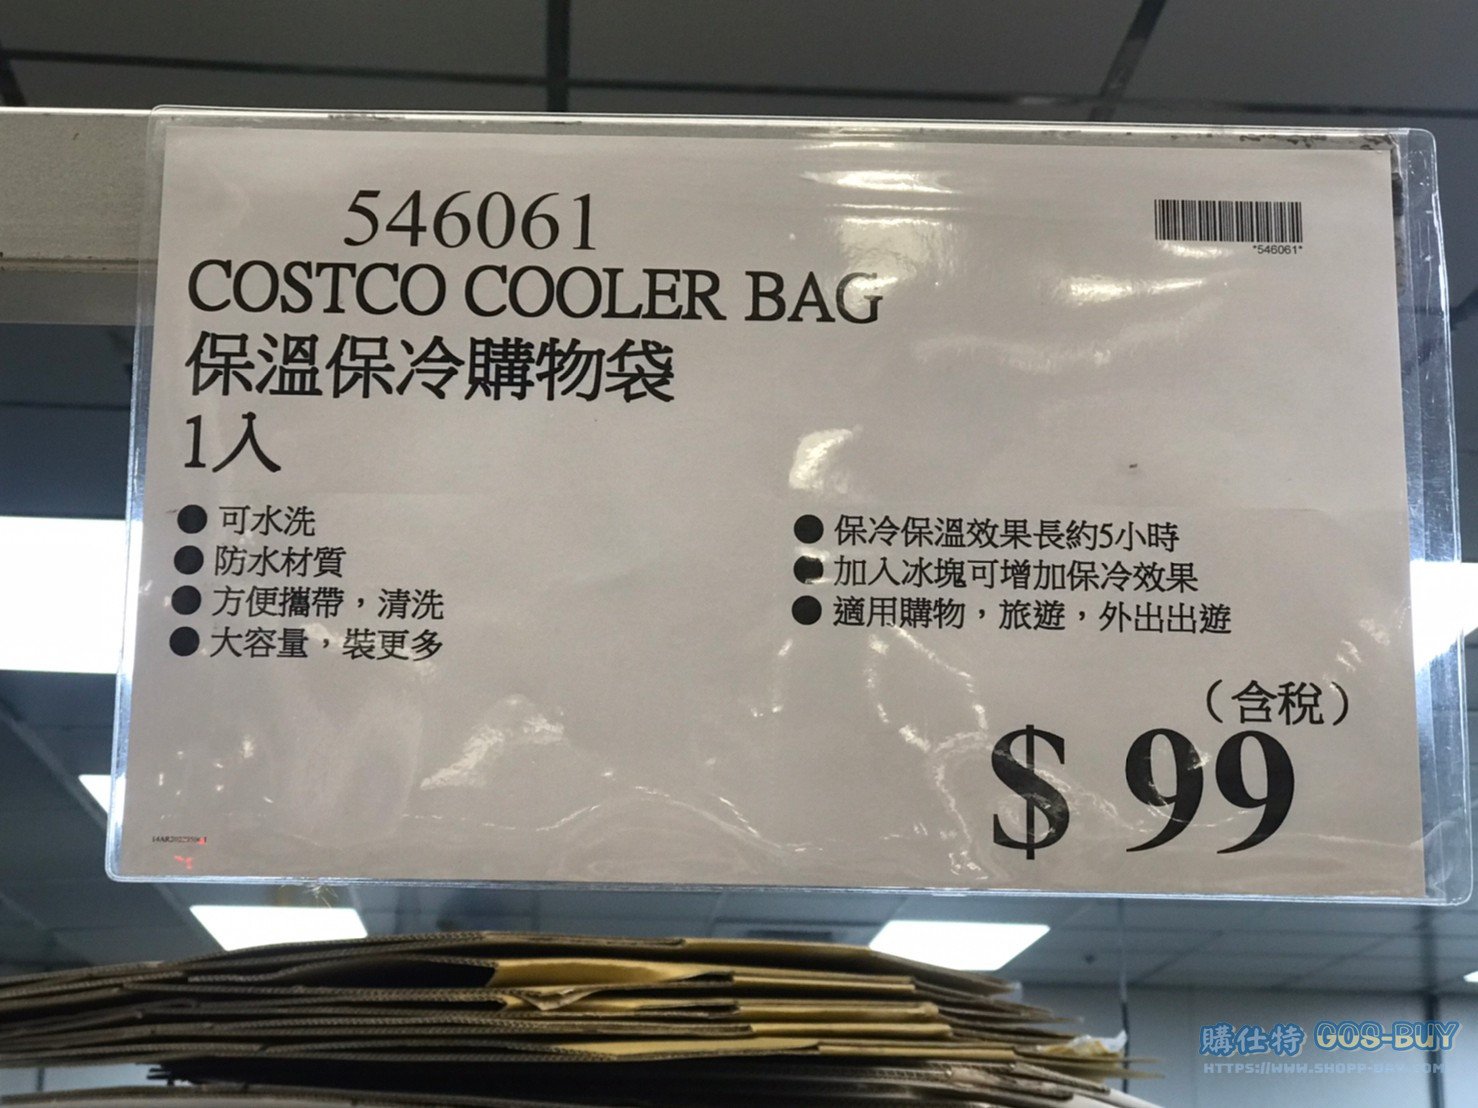 546061
*546061*
COSTCO COOLER BAG
保溫保冷購物袋
1入
● 可水洗
● 防水材質
● 方便攜帶，清洗
● 大容量，裝更多
● 保冷保溫效果長約5小時
● 加入冰塊可增加保冷效果
● 適用購物，旅遊，外出出遊
（含稅）
$ 99
購仕特 GOS-BUY